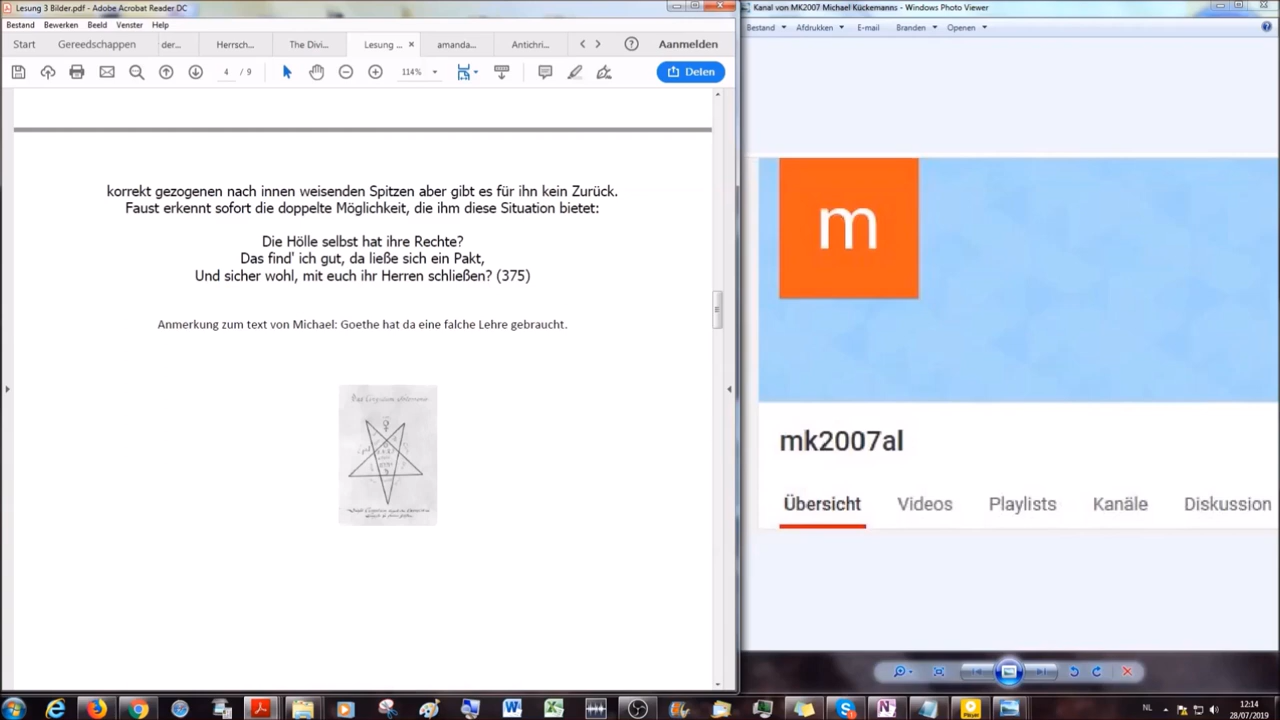 Lesung 3 Bilder.pdf - Adobe Acrobat Reader DC
Bestand Bewerken Beeld Venster Help
Start Gereedschappen der... Herrsch... The Divi... Lesung ... × amanda... Antichri... Aanmelden
4 / 9 114% Delen
korrekt gezogenen nach innen weisenden Spitzen aber gibt es für ihn kein Zurück.
Faust erkennt sofort die doppelte Möglichkeit, die ihm diese Situation bietet:
Die Hölle selbst hat ihre Rechte?
Das find' ich gut, da ließe sich ein Pakt,
Und sicher wohl, mit euch ihr Herren schließen? (375)
Anmerkung zum text von Michael: Goethe hat da eine falche Lehre gebraucht.
Kanal von MK2007 Michael Kückemanns - Windows Photo Viewer
Bestand Afdrukken E-mail Branden Openen
m
mk2007al
Übersicht Videos Playlists Kanäle Diskussion
NL 12:14
28/07/2019